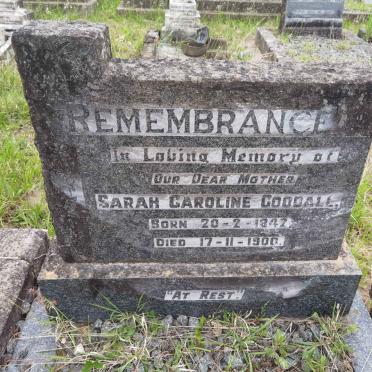 REMEMBRANCE
In Loving Memory of
OUR DEAR MOTHER
SARAH CAROLINE GOODALL,
BORN 20-2-1847
DIED 17-11-1900.
"AT REST"